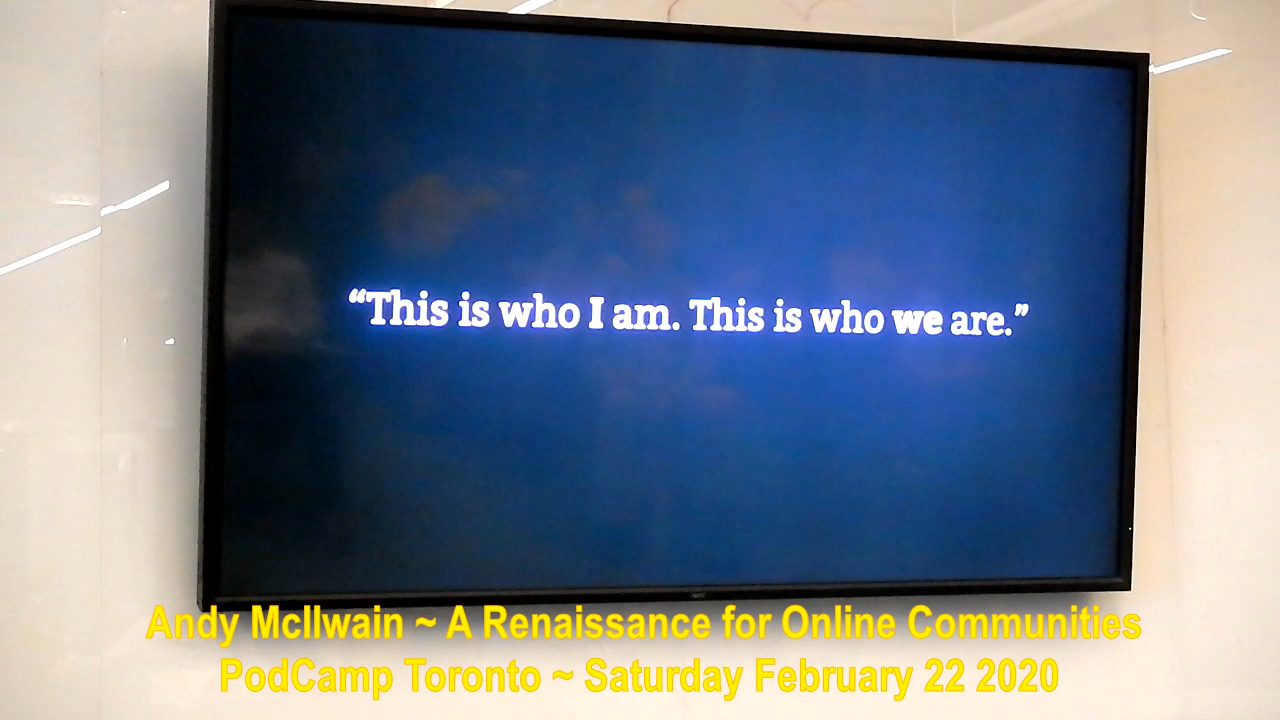 “This is who I am. This is who we are.”
Andy McIlwain ~ A Renaissance for Online Communities
PodCamp Toronto ~ Saturday February 22 2020